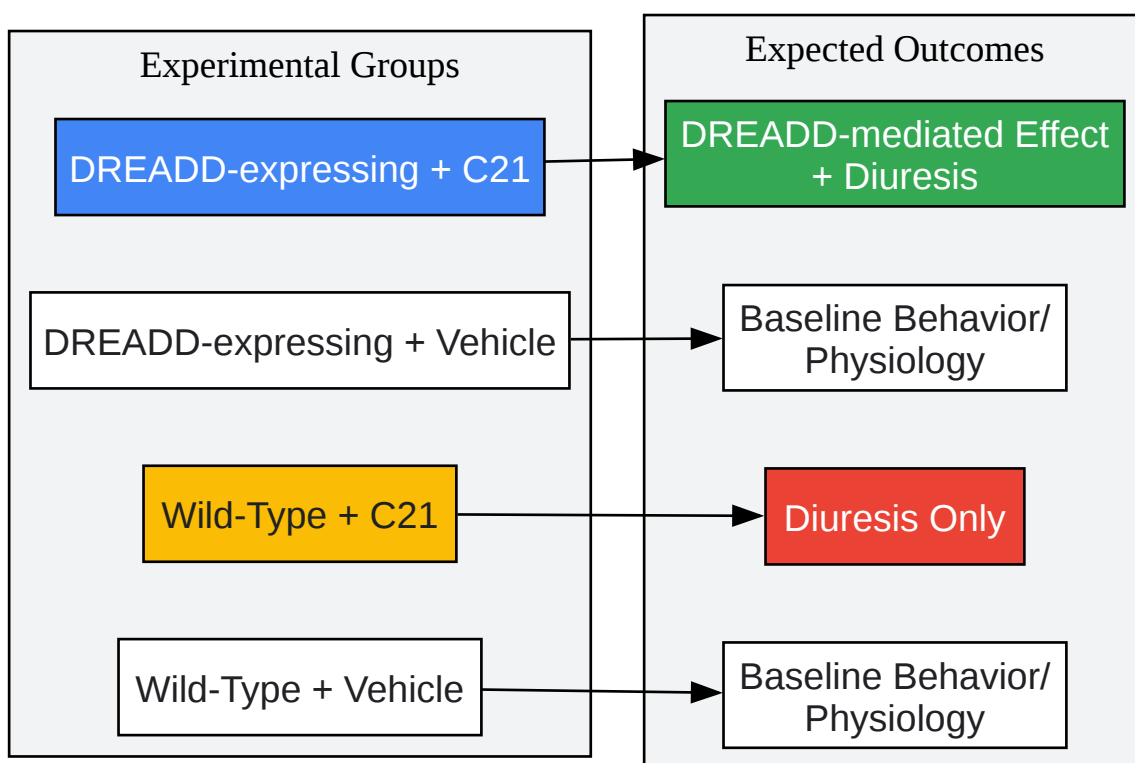 Experimental Groups
DREADD-expressing + C21
DREADD-expressing + Vehicle
Wild-Type + C21
Wild-Type + Vehicle
Expected Outcomes
DREADD-mediated Effect
+ Diuresis
Baseline Behavior/
Physiology
Diuresis Only
Baseline Behavior/
Physiology